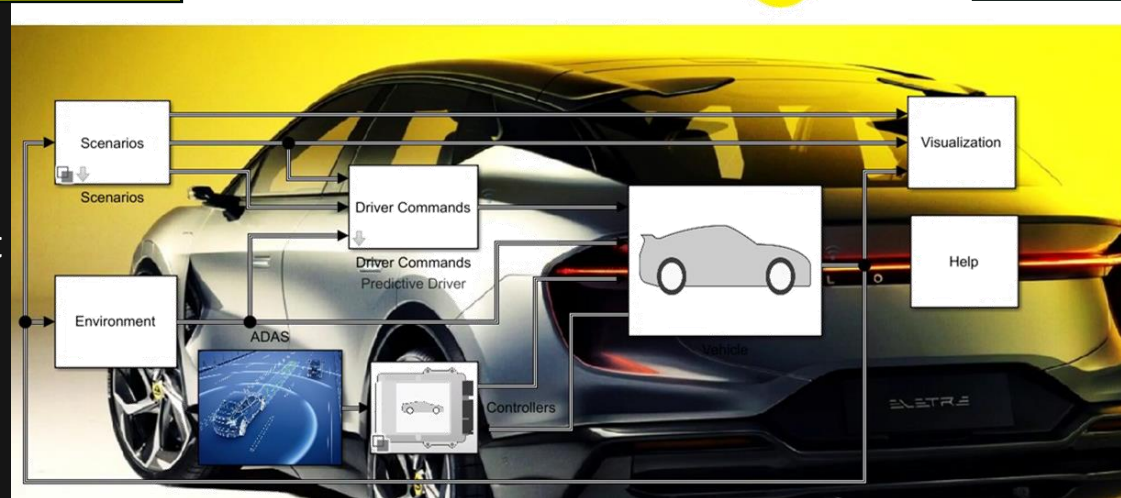 Scenarios
Scenarios
Visualization
Driver Commands
Driver Commands
Predictive Driver
Help
Environment
ADAS
Vehicle
Controllers
L O
ELETRE